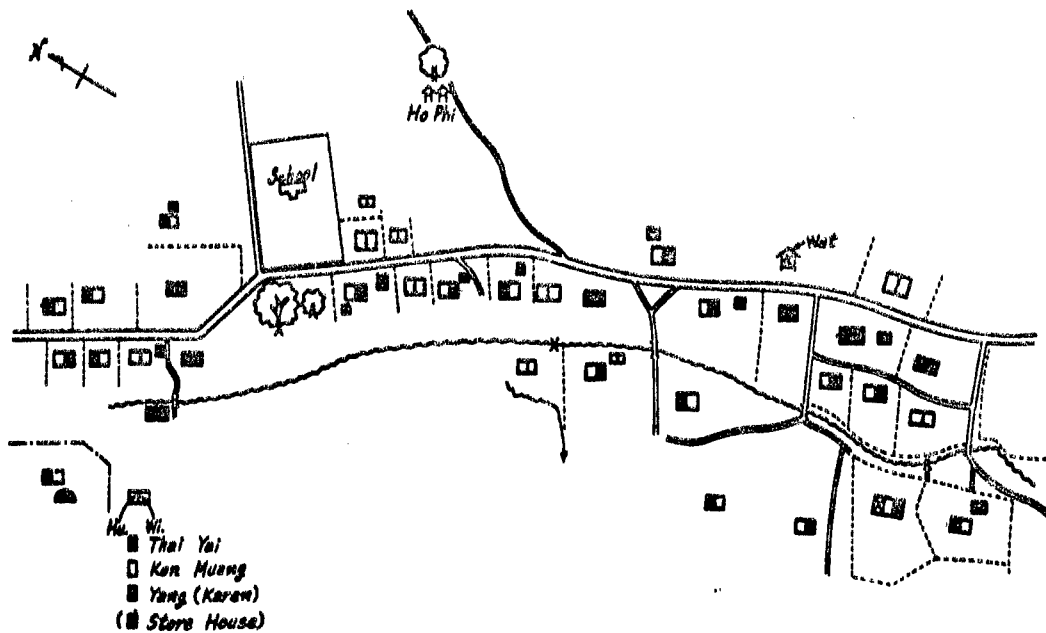 N
Ho Phi
School
Wat
Hu. Wi.
Thai Yai
Kon Muang
Yang (Karen)
(Store House)